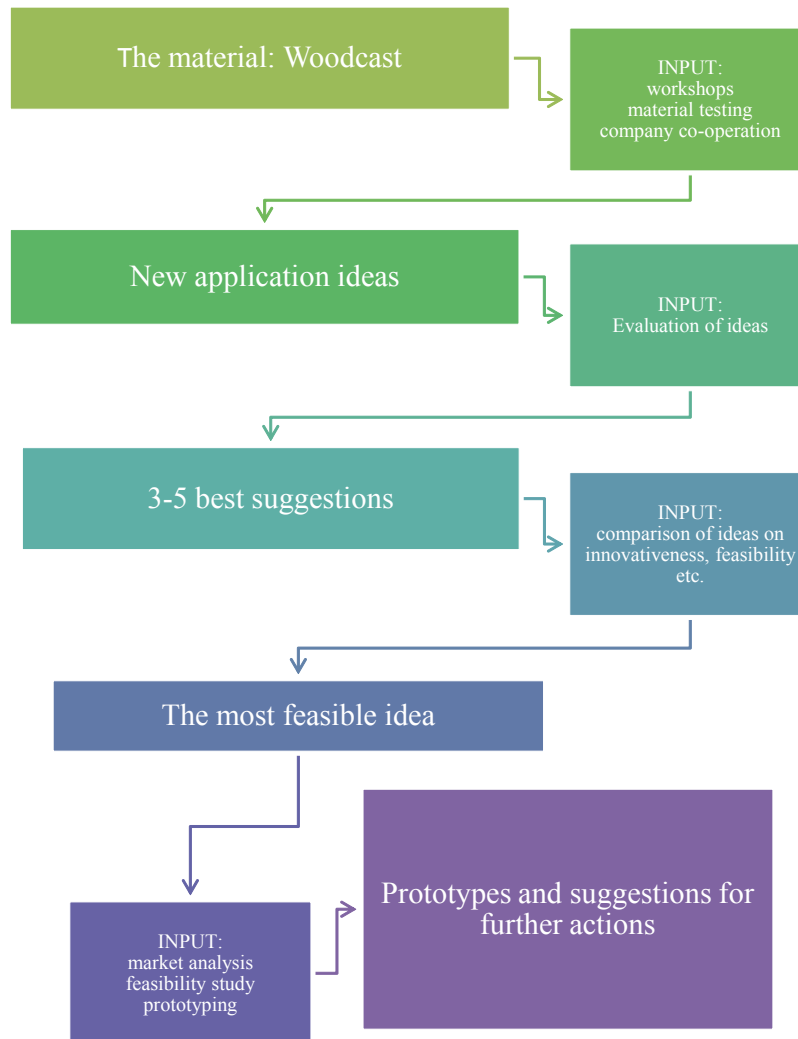 The material: Woodcast
INPUT:
workshops
material testing
company co-operation
New application ideas
INPUT:
Evaluation of ideas
3-5 best suggestions
INPUT:
comparison of ideas on
innovativeness, feasibility
etc.
The most feasible idea
INPUT:
market analysis
feasibility study
prototyping
Prototypes and suggestions for
further actions